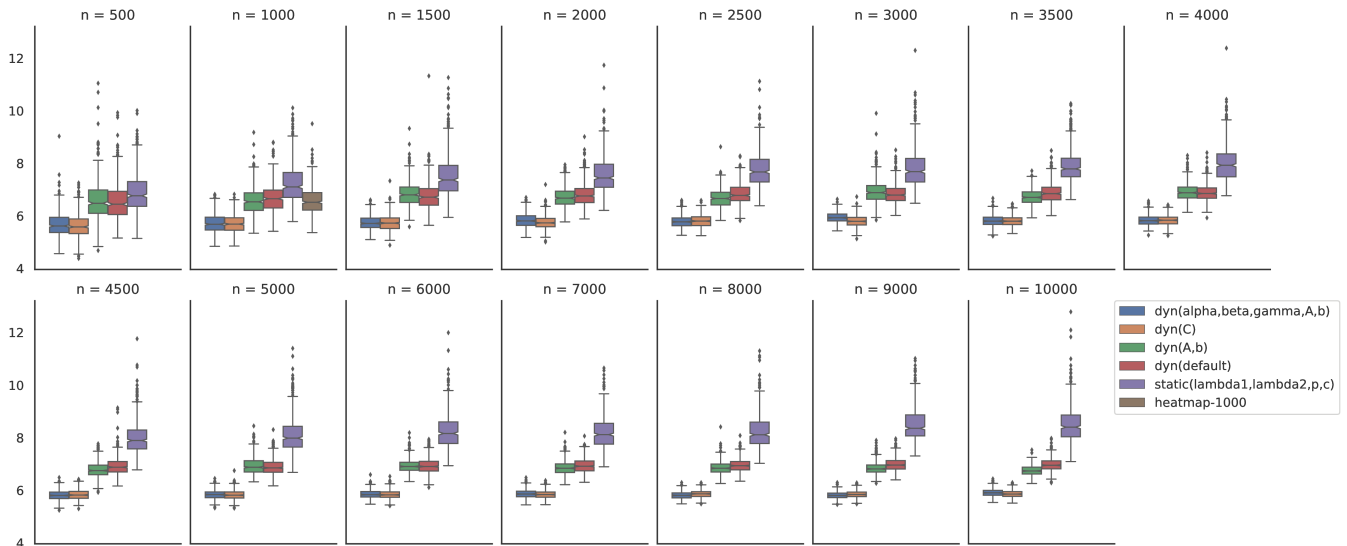 n = 500 n = 1000 n = 1500 n = 2000 n = 2500 n = 3000 n = 3500 n = 4000
12
10
8
6
4
n = 4500 n = 5000 n = 6000 n = 7000 n = 8000 n = 9000 n = 10000
12
10
8
6
4
dyn(alpha,beta,gamma,A,b)
dyn(C)
dyn(A,b)
dyn(default)
static(lambda1,lambda2,p,c)
heatmap-1000